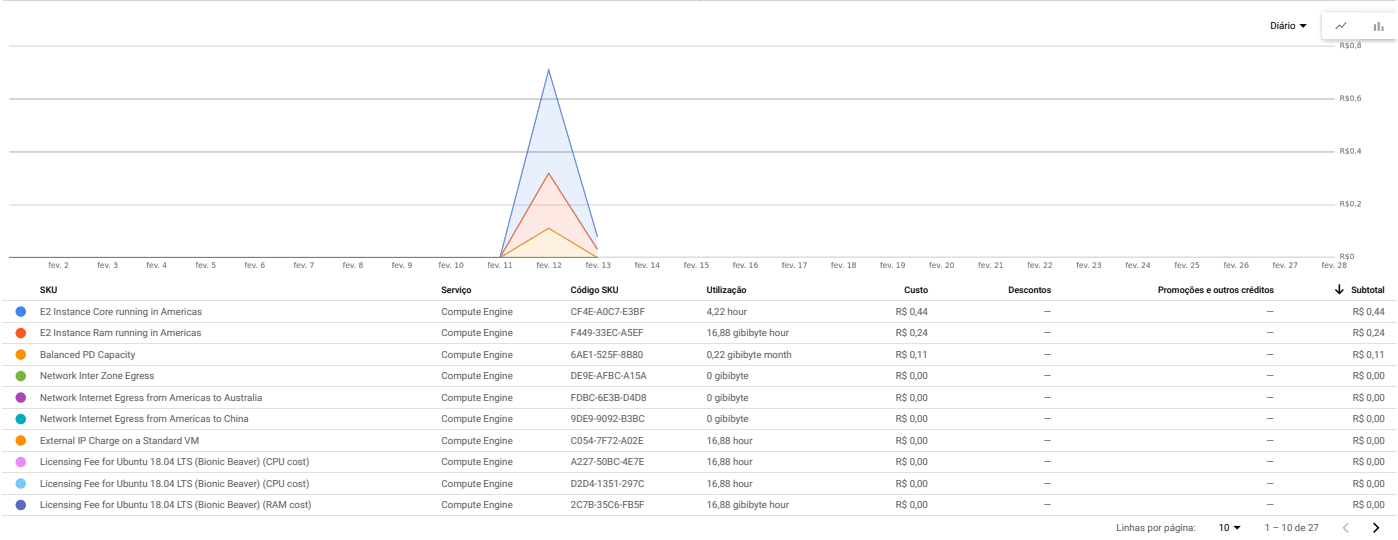 Diário
R$0,8
R$0,6
R$0,4
R$0,2
R$0
fev. 2 fev. 3 fev. 4 fev. 5 fev. 6 fev. 7 fev. 8 fev. 9 fev. 10 fev. 11 fev. 12 fev. 13 fev. 14 fev. 15 fev. 16 fev. 17 fev. 18 fev. 19 fev. 20 fev. 21 fev. 22 fev. 23 fev. 24 fev. 25 fev. 26 fev. 27 fev. 28
SKU Serviço Código SKU Utilização Custo Descontos Promoções e outros créditos Subtotal
E2 Instance Core running in Americas Compute Engine CF4E-A0C7-E3BF 4,22 hour R$ 0,44 — — R$ 0,44
E2 Instance Ram running in Americas Compute Engine F449-33EC-A5EF 16,88 gibibyte hour R$ 0,24 — — R$ 0,24
Balanced PD Capacity Compute Engine 6AE1-525F-8B80 0,22 gibibyte month R$ 0,11 — — R$ 0,11
Network Inter Zone Egress Compute Engine DE9E-AFBC-A15A 0 gibibyte R$ 0,00 — — R$ 0,00
Network Internet Egress from Americas to Australia Compute Engine FDBC-6E3B-D4D8 0 gibibyte R$ 0,00 — — R$ 0,00
Network Internet Egress from Americas to China Compute Engine 9DE9-9092-B3BC 0 gibibyte R$ 0,00 — — R$ 0,00
External IP Charge on a Standard VM Compute Engine C054-7F72-A02E 16,88 hour R$ 0,00 — — R$ 0,00
Licensing Fee for Ubuntu 18.04 LTS (Bionic Beaver) (CPU cost) Compute Engine A227-50BC-4E7E 16,88 hour R$ 0,00 — — R$ 0,00
Licensing Fee for Ubuntu 18.04 LTS (Bionic Beaver) (CPU cost) Compute Engine D2D4-1351-297C 16,88 hour R$ 0,00 — — R$ 0,00
Licensing Fee for Ubuntu 18.04 LTS (Bionic Beaver) (RAM cost) Compute Engine 2C7B-35C6-FB5F 16,88 gibibyte hour R$ 0,00 — — R$ 0,00
Linhas por página: 10 1 – 10 de 27